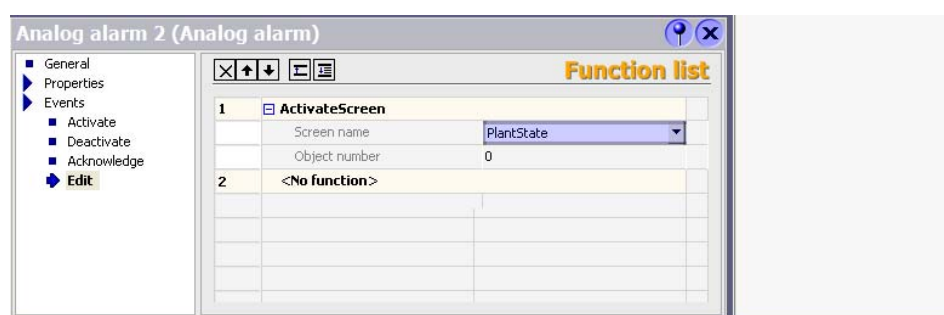 Analog alarm 2 (Analog alarm)
General
Properties
Events
Activate
Deactivate
Acknowledge
Edit
Function list
1 ActivateScreen
Screen name PlantState
Object number 0
2 <No function>